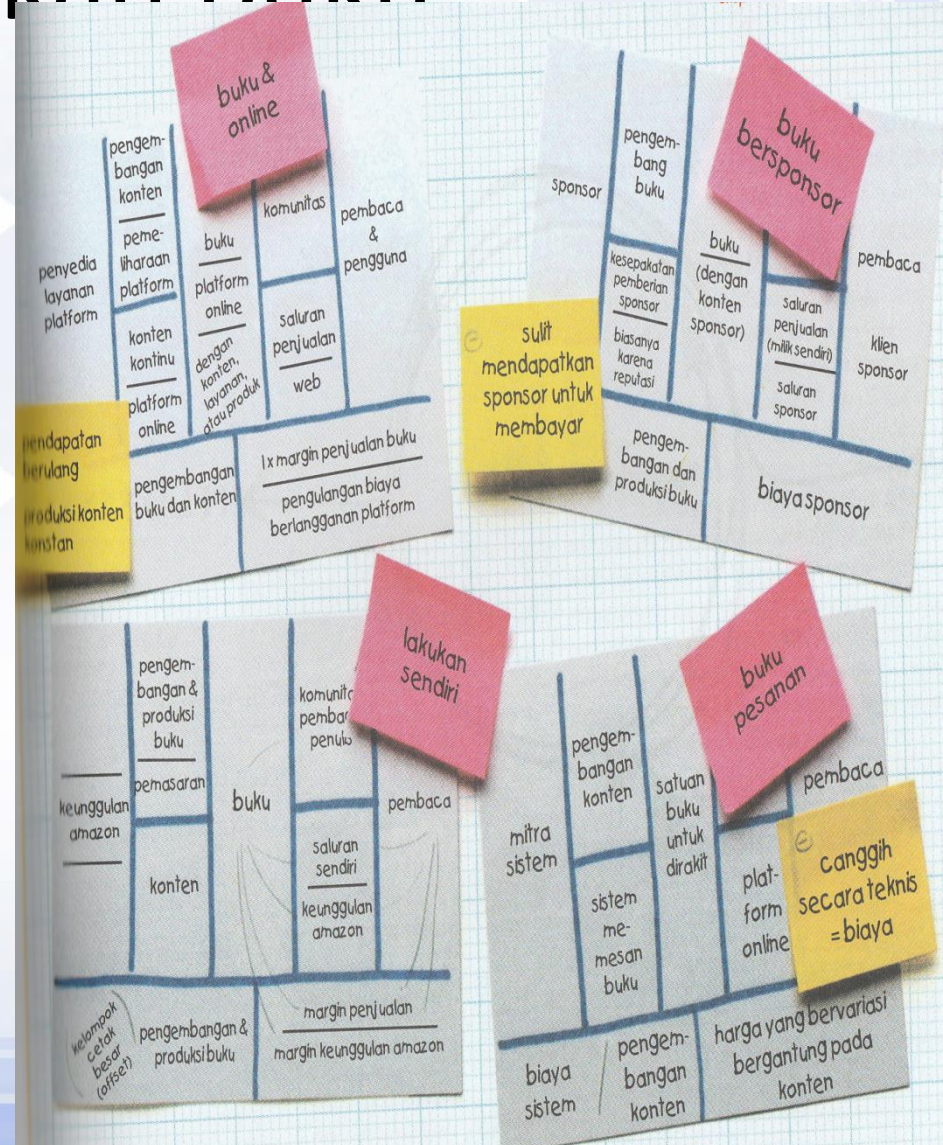 buku &
online
pengem-
bangan
konten
peme-
liharaan
platform
penyedia
layanan
platform
konten
kontinu
platform
online
buku
platform
online
dengan
konten,
layanan,
atau produk
komunitas
saluran
penjualan
web
pembaca
&
pengguna
pendapatan
berulang
produksi konten
konstan
pengembangan
buku dan konten
1 x margin penjualan buku
pengulangan biaya
berlangganan platform
buku
bersponsor
sponsor
pengem-
bang
buku
kesepakatan
pemberian
sponsor
biasanya
karena
reputasi
buku
(dengan
konten
sponsor)
saluran
penjualan
(milik sendiri)
saluran
sponsor
pembaca
klien
sponsor
sulit
mendapatkan
sponsor untuk
membayar
pengem-
bangan dan
produksi buku
biaya sponsor
lakukan
sendiri
keunggulan
amazon
pengem-
bangan &
produksi
buku
pemasaran
konten
buku
saluran
sendiri
keunggulan
amazon
pembaca
kelompok
cetak
besar
(offset)
pengembangan &
produksi buku
margin penjualan
margin keunggulan amazon
buku
pesanan
mitra
sistem
pengem-
bangan
konten
sistem
me-
mesan
buku
satuan
buku
untuk
dirakit
plat-
form
online
pembaca
canggih
secara teknis
= biaya
biaya
sistem
pengem-
bangan
konten
harga yang bervariasi
bergantung pada
konten